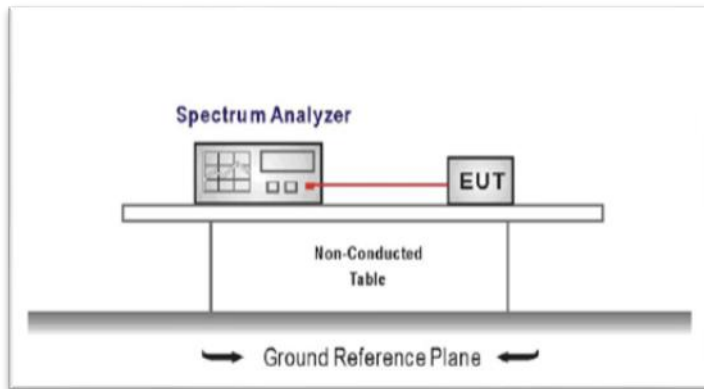 Spectrum Analyzer
EUT
Non-Conducted
Table
Ground Reference Plane